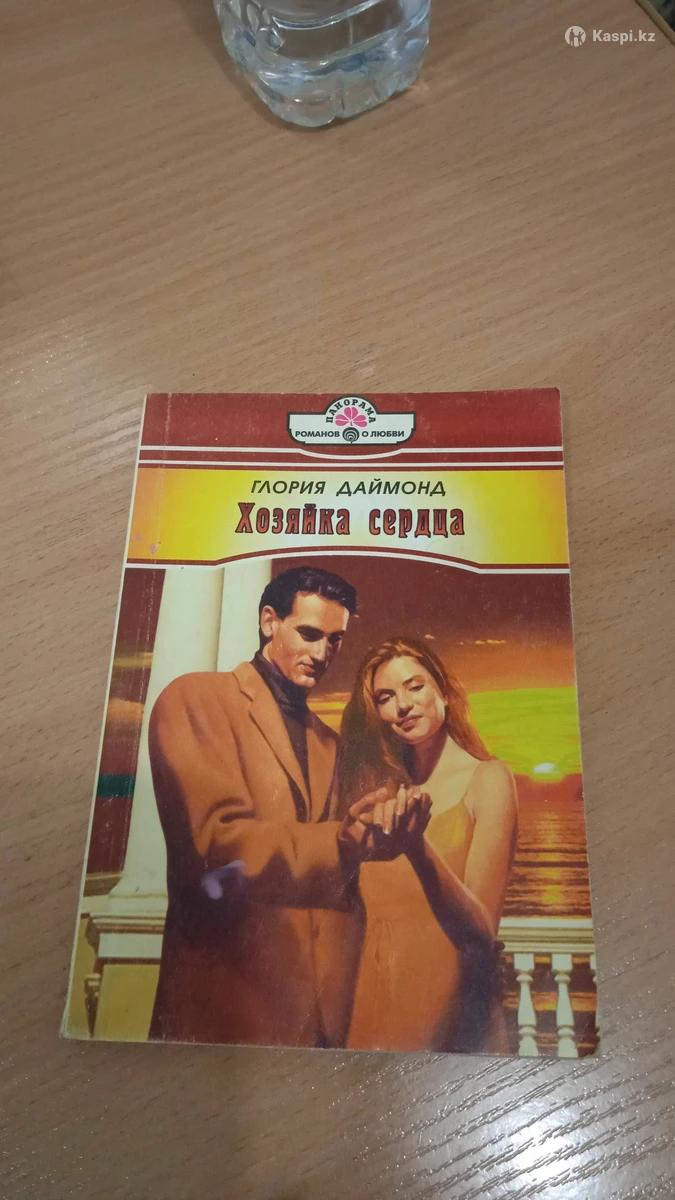 Kaspi.kz
ПАНОРАМА
РОМАНОВ О ЛЮБВИ
ГЛОРИЯ ДАЙМОНД
Хозяйка сердца